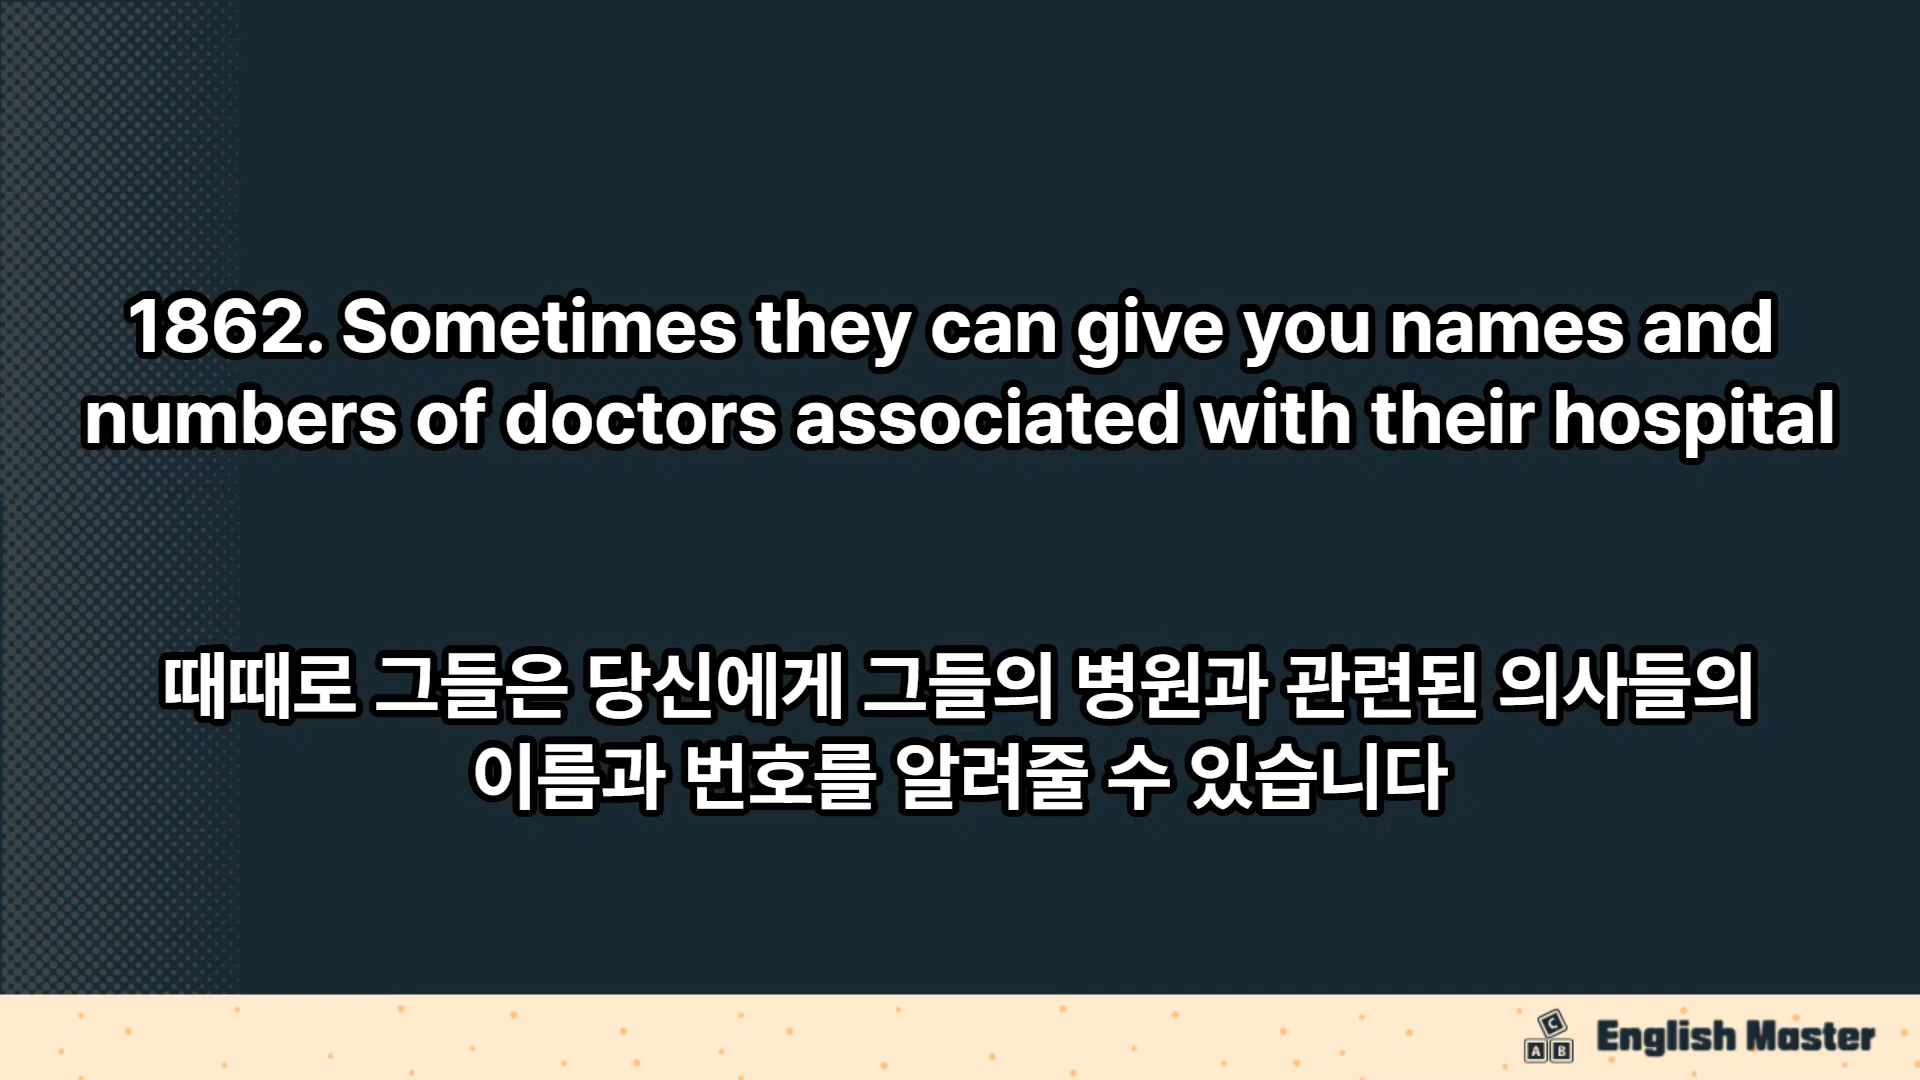 1862. Sometimes they can give you names and
numbers of doctors associated with their hospital
때때로 그들은 당신에게 그들의 병원과 관련된 의사들의
이름과 번호를 알려줄 수 있습니다
C
A B English Master